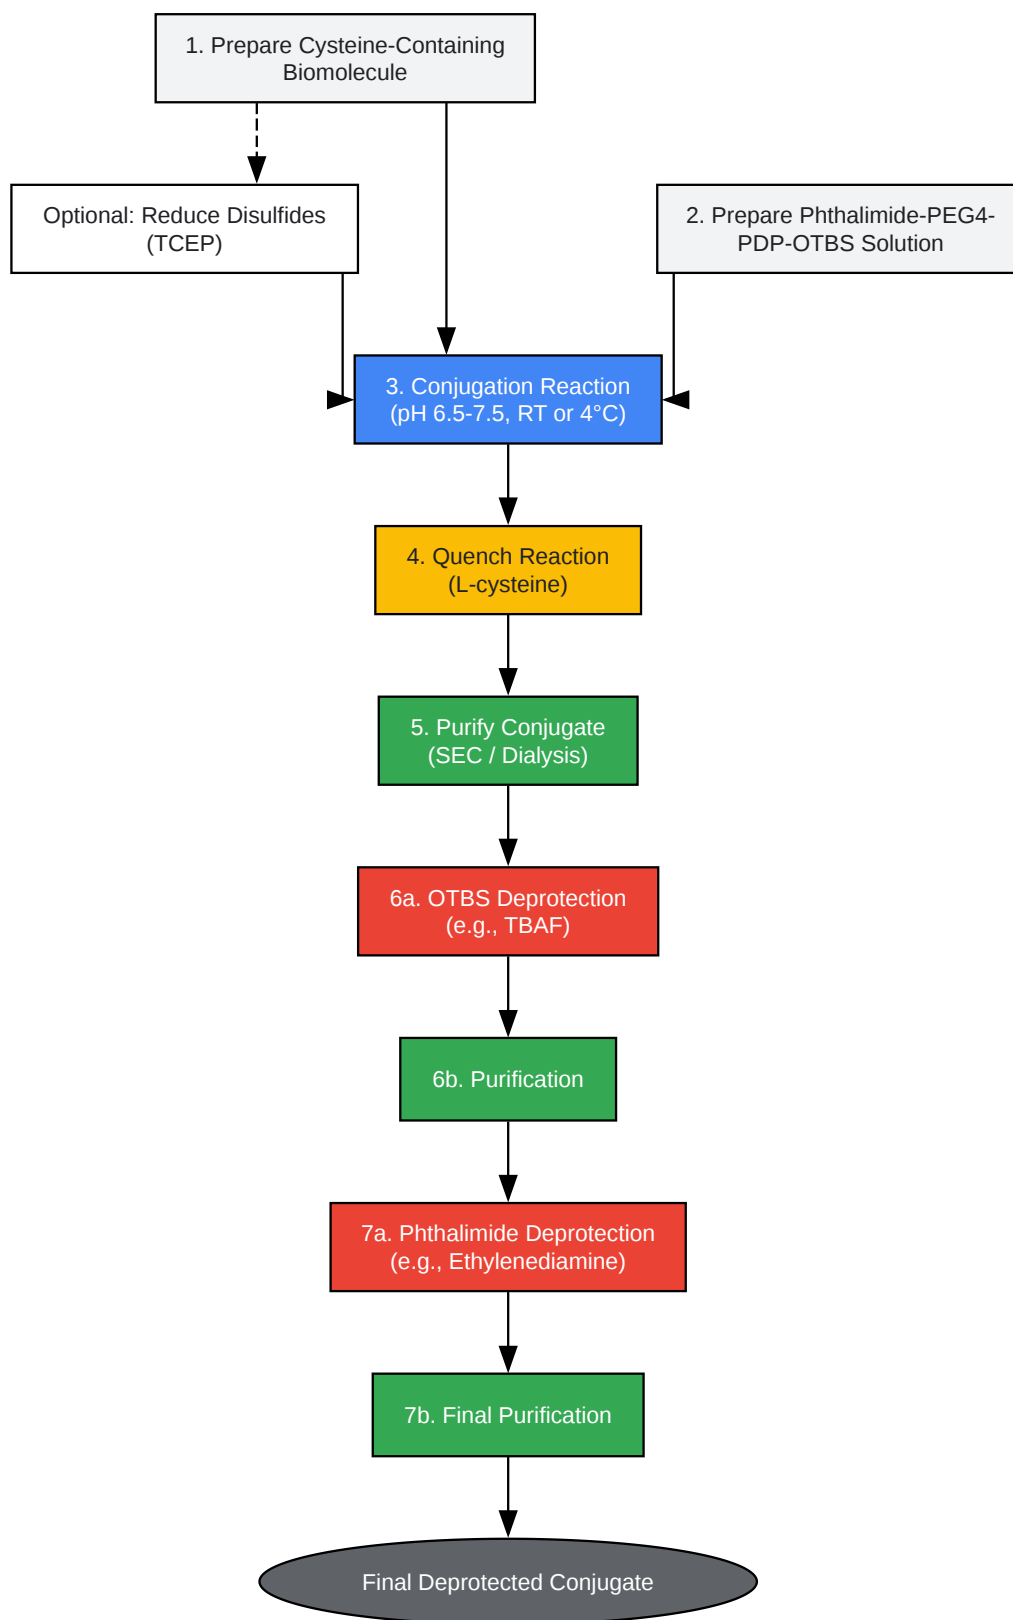 1. Prepare Cysteine-Containing
Biomolecule
Optional: Reduce Disulfides
(TCEP)
2. Prepare Phthalimide-PEG4-
PDP-OTBS Solution
3. Conjugation Reaction
(pH 6.5-7.5, RT or 4°C)
4. Quench Reaction
(L-cysteine)
5. Purify Conjugate
(SEC / Dialysis)
6a. OTBS Deprotection
(e.g., TBAF)
6b. Purification
7a. Phthalimide Deprotection
(e.g., Ethylenediamine)
7b. Final Purification
Final Deprotected Conjugate